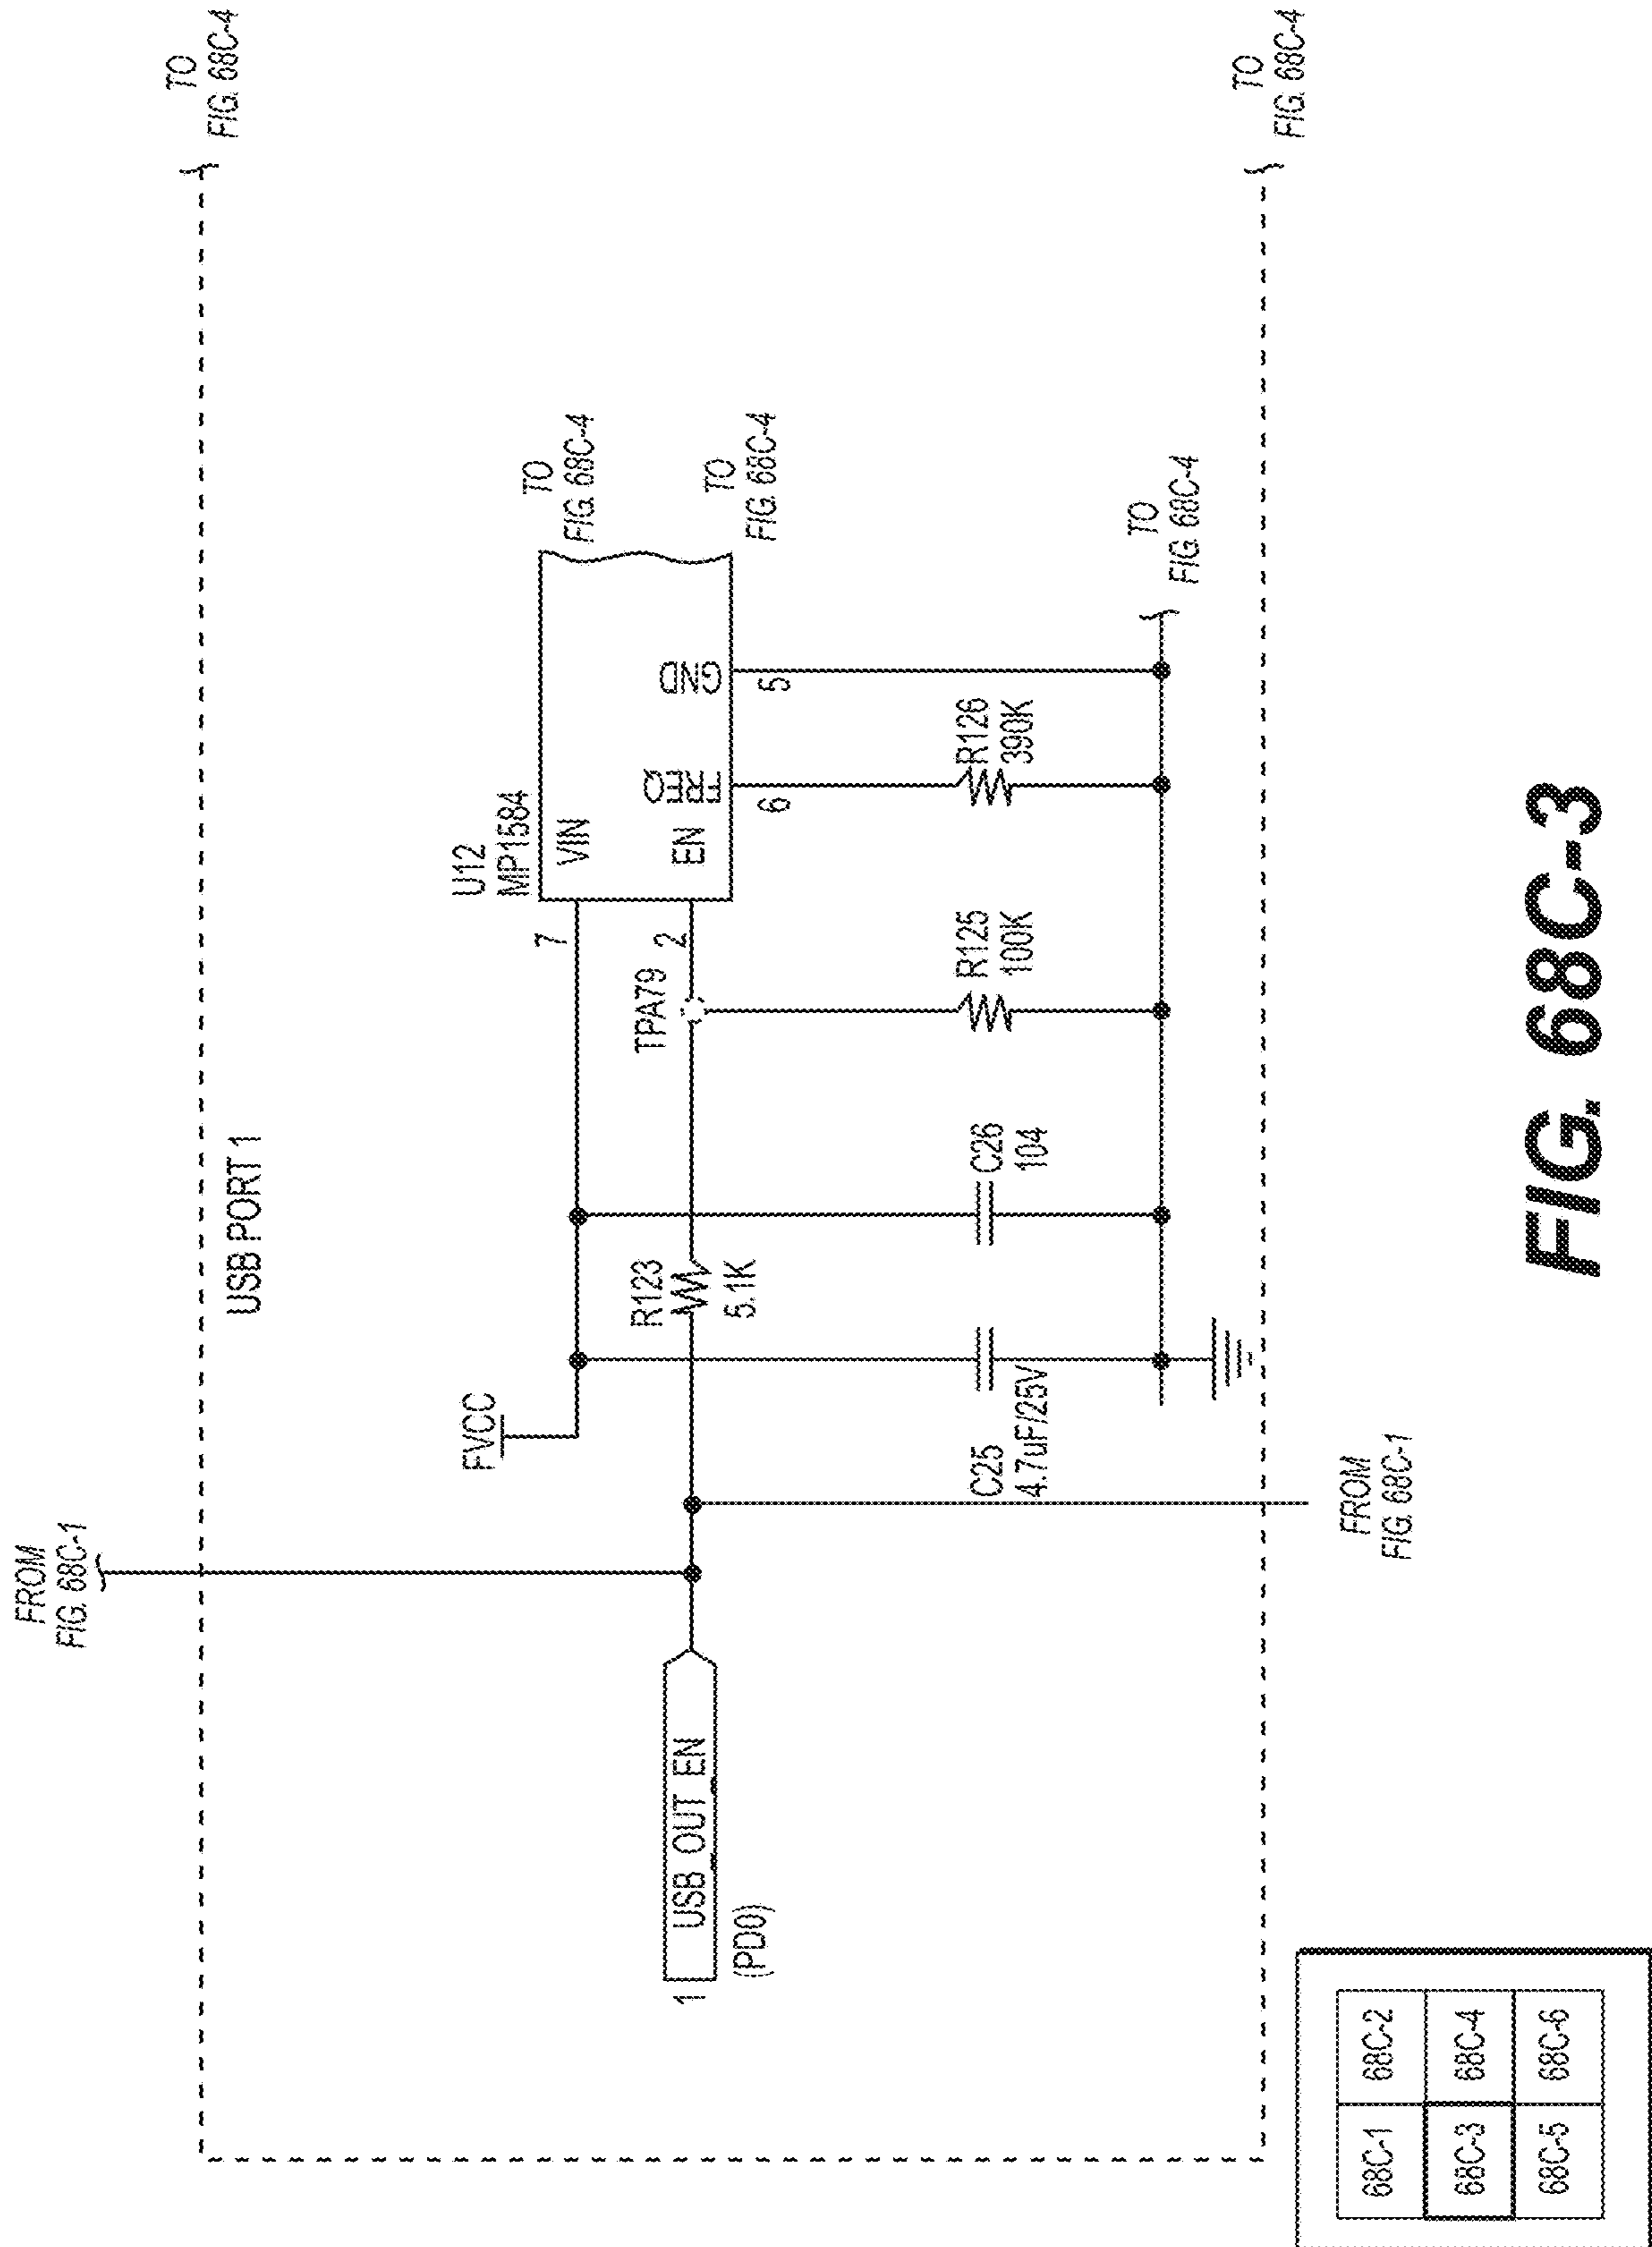 FROM
FIG. 68C-1
TO
FIG. 68C-4
USB PORT 1
FVCC
U12
MP1584
7
VIN
TO
FIG. 68C-4
1
USB_OUT_EN
(PD0)
R123
5.1K
TPA79
2
EN
FREQ
GND
6
5
TO
FIG. 68C-4
C25
4.7uF/25V
C26
104
R125
100K
R126
390K
TO
FIG. 68C-4
FROM
FIG. 68C-1
TO
FIG. 68C-4
68C-1
68C-2
68C-3
68C-4
68C-5
68C-6
FIG. 68C-3